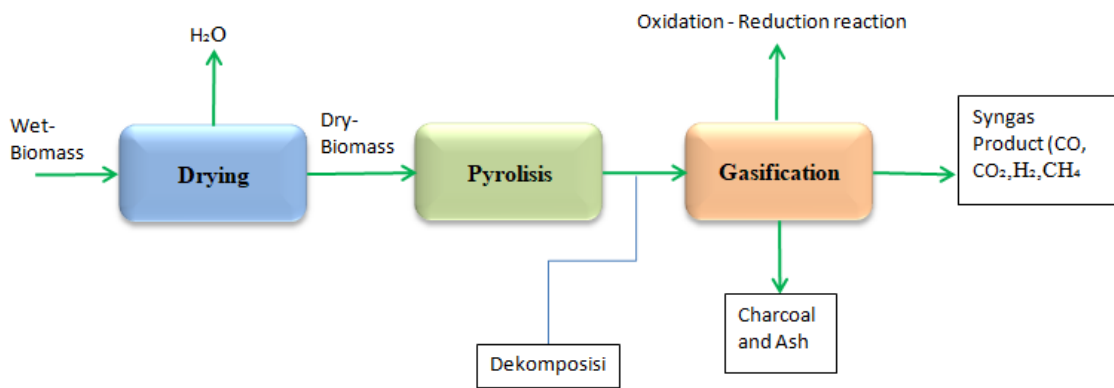 Oxidation - Reduction reaction
H₂O
Wet-
Biomass
Drying
Dry-
Biomass
Pyrolisis
Gasification
Syngas
Product (CO,
CO₂,H₂,CH₄
Charcoal
and Ash
Dekomposisi